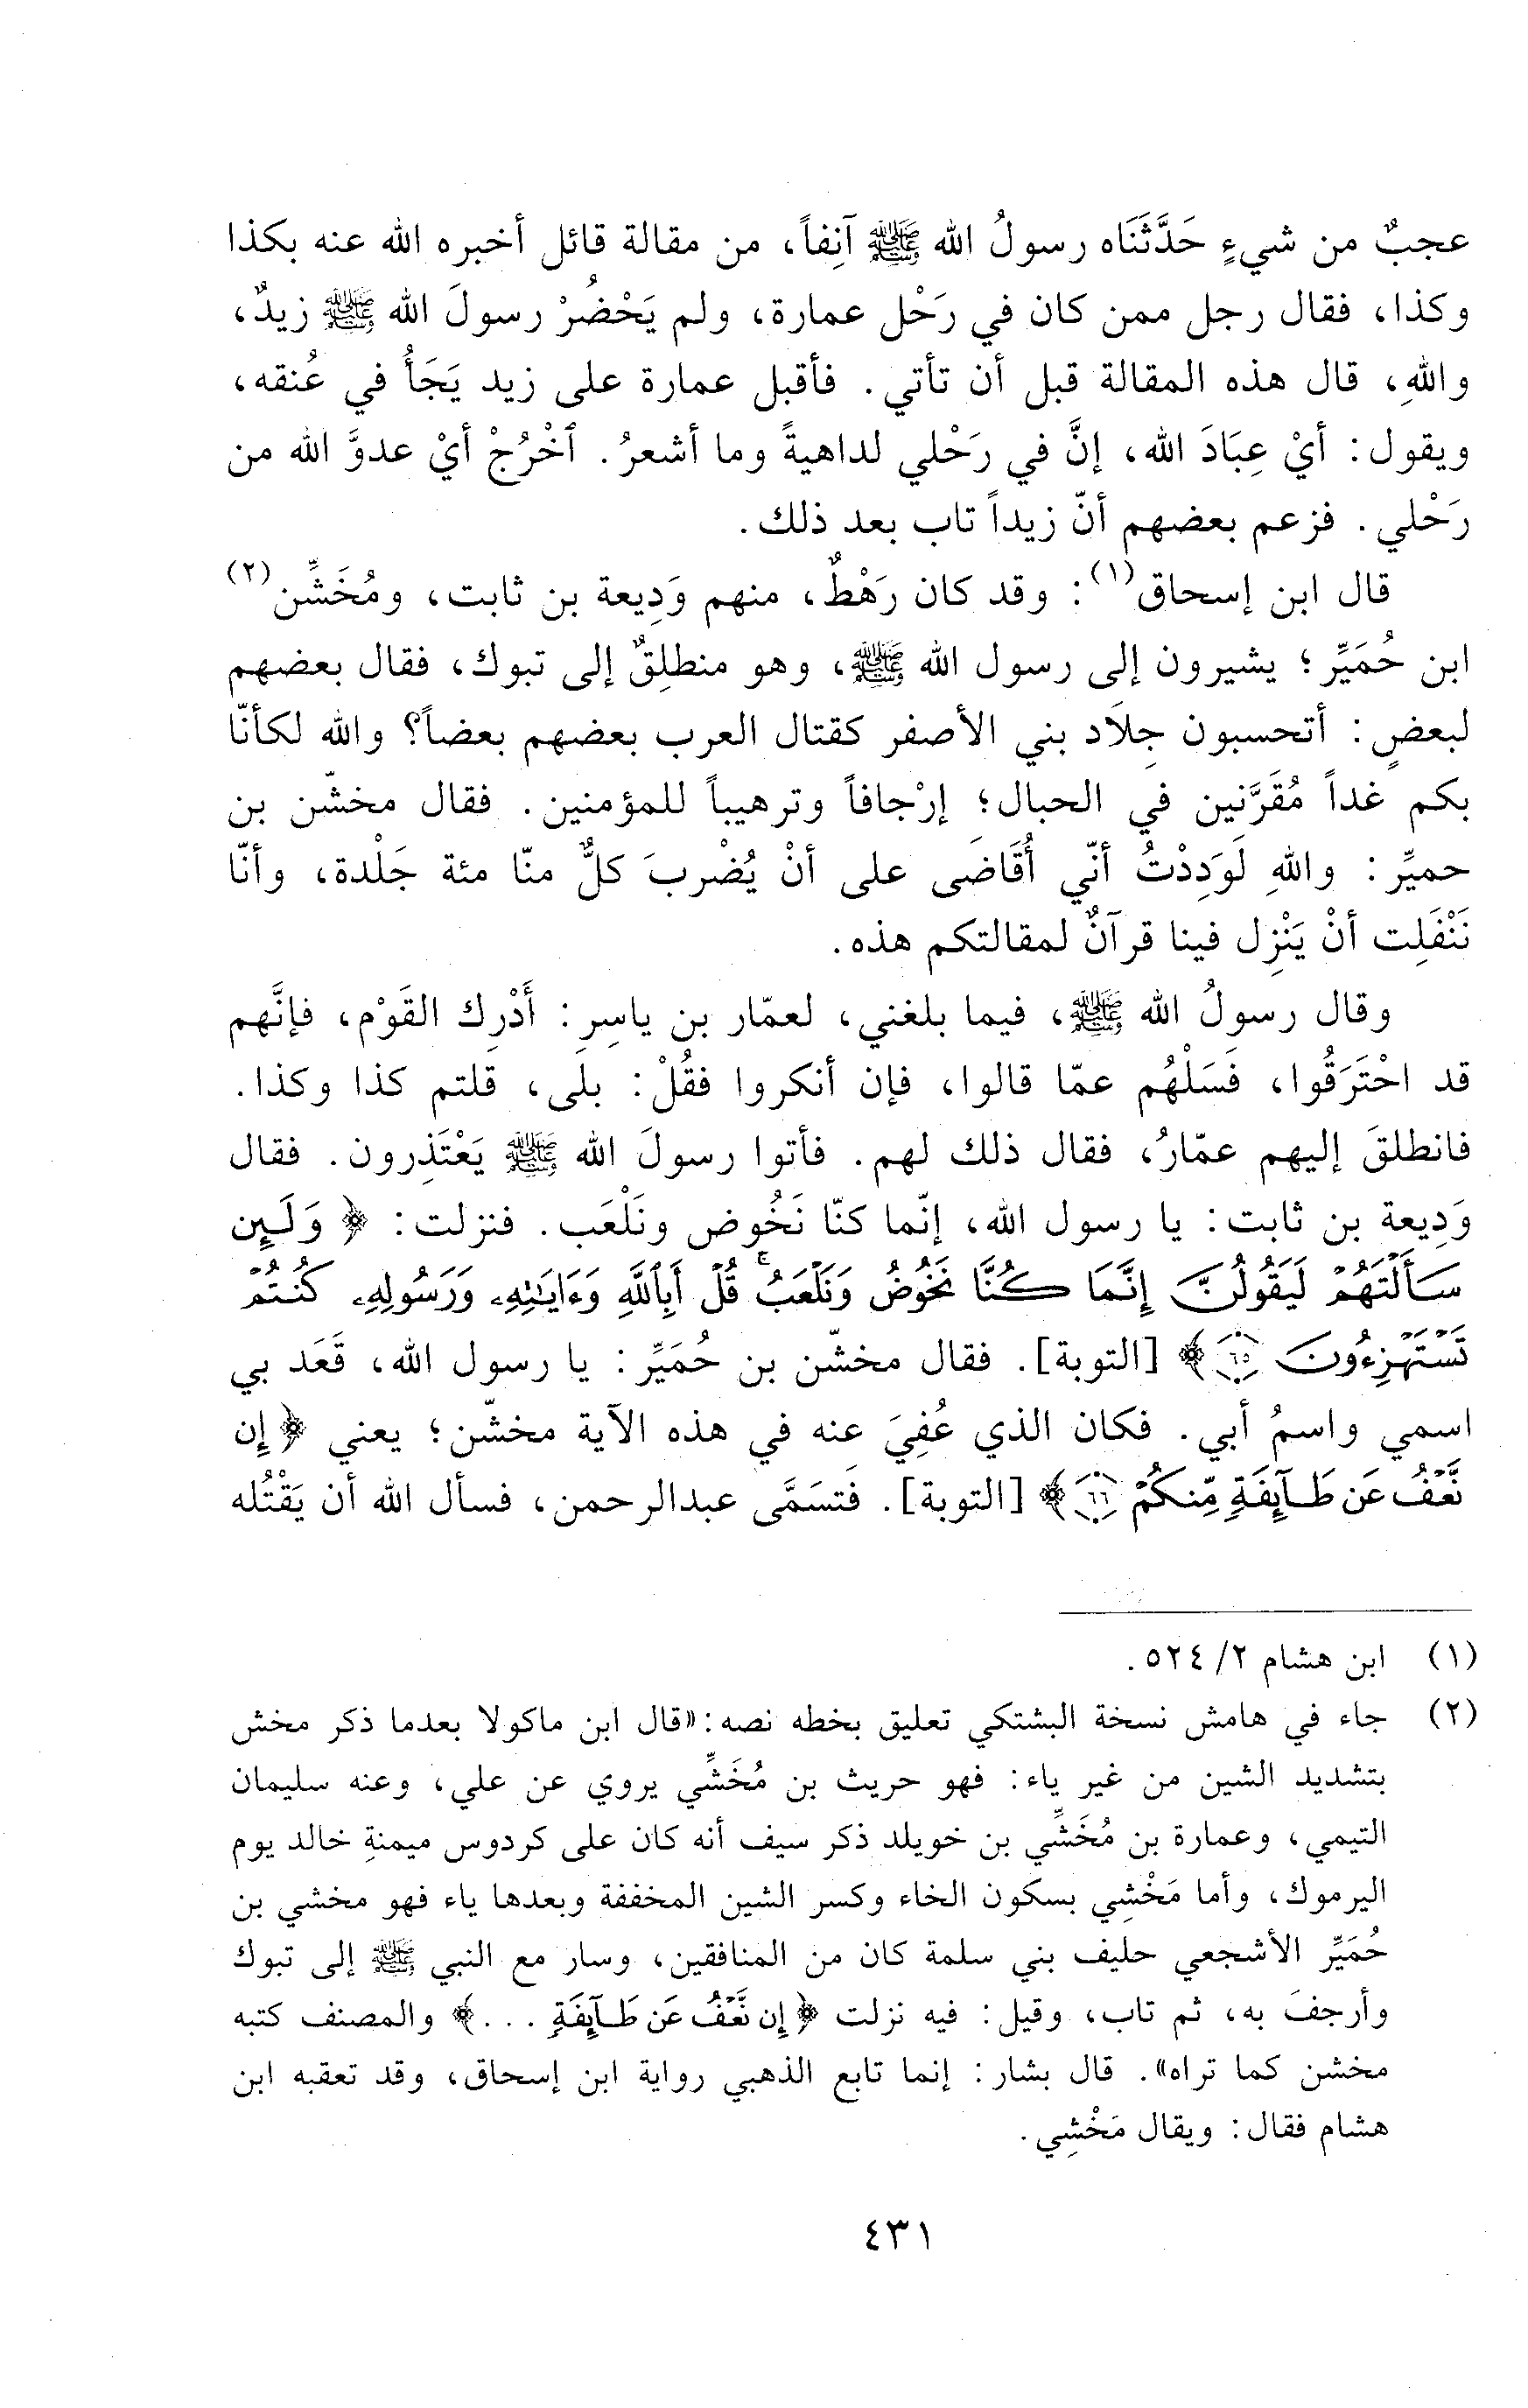 عجبٌ من شيءٍ حَدَّثَنَاه رسولُ الله ﷺ آنِفاً، من مقالة قائل أخبره الله عنه بكذا
وكذا، فقال رجل ممن كان في رَحْل عمارة، ولم يَحْضُرْ رسولَ الله ﷺ زيدٌ،
واللهِ، قال هذه المقالة قبل أن تأتي. فأقبل عمارة على زيد يَجَأُ في عُنقه،
ويقول: أيْ عِبَادَ الله، إنَّ في رَحْلي لداهيةً وما أشعرُ. ٱخْرُجْ أيْ عدوَّ الله من
رَحْلي. فزعم بعضهم أنّ زيداً تاب بعد ذلك.
قال ابن إسحاق(١): وقد كان رَهْطٌ، منهم وَدِيعة بن ثابت، ومُخَشِّن(٢)
ابن حُمَيِّر؛ يشيرون إلى رسول الله ﷺ، وهو منطلِقٌ إلى تبوك، فقال بعضهم
لبعضٍ: أتحسبون جِلَاد بني الأصفر كقتال العرب بعضهم بعضاً؟ والله لكأنّا
بكم غداً مُقَرَّنين في الحبال؛ إرْجافاً وترهيباً للمؤمنين. فقال مخشّن بن
حميِّر: واللهِ لَوَدِدْتُ أنّي أُقَاضَى على أنْ يُضْربَ كلٌّ منّا مئة جَلْدة، وأنّا
نَنْفَلِت أنْ يَنْزِل فينا قرآنٌ لمقالتكم هذه.
وقال رسولُ الله ﷺ، فيما بلغني، لعمّار بن ياسِرِ: أَدْرِك القَوْم، فإنَّهم
قد احْتَرَقُوا، فَسَلْهُم عمّا قالوا، فإن أنكروا فقُلْ: بلى، قلتم كذا وكذا.
فانطلقَ إليهم عمّارُ، فقال ذلك لهم. فأتوا رسولَ الله ﷺ يَعْتَذِرون. فقال
وَدِيعة بن ثابت: يا رسول الله، إنّما كنّا نَخُوض ونَلْعَب. فنزلت: ﴿وَلَئِن
سَأَلْتَهُمْ لَيَقُولُنَّ إِنَّمَا كُنَّا نَخُوضُ وَنَلْعَبُ ۚ قُلْ أَبِٱللَّهِ وَءَايَٰتِهِۦ وَرَسُولِهِۦ كُنتُمْ
تَسْتَهْزِءُونَ ٦٥﴾ [التوبة]. فقال مخشّن بن حُمَيِّر: يا رسول الله، قَعَد بي
اسمي واسمُ أبي. فكان الذي عُفِيَ عنه في هذه الآية مخشّن؛ يعني ﴿إِن
نَّعْفُ عَن طَآئِفَةٍ مِّنكُمْ ٦٦﴾ [التوبة]. فَتسَمَّى عبدالرحمن، فسأل الله أن يَقْتُله
(١) ابن هشام ٢/ ٥٢٤.
(٢) جاء في هامش نسخة البشتكي تعليق بخطه نصه: «قال ابن ماكولا بعدما ذكر مخش
بتشديد الشين من غير ياء: فهو حريث بن مُخَشِّي يروي عن علي، وعنه سليمان
التيمي، وعمارة بن مُخَشِّي بن خويلد ذكر سيف أنه كان على كردوس ميمنةِ خالد يوم
اليرموك، وأما مَخْشِي بسكون الخاء وكسر الشين المخففة وبعدها ياء فهو مخشي بن
حُمَيِّر الأشجعي حليف بني سلمة كان من المنافقين، وسار مع النبي ﷺ إلى تبوك
وأرجفَ به، ثم تاب، وقيل: فيه نزلت ﴿إِن نَّعْفُ عَن طَآئِفَةٍ ...﴾ والمصنف كتبه
مخشن كما تراه». قال بشار: إنما تابع الذهبي رواية ابن إسحاق، وقد تعقبه ابن
هشام فقال: ويقال مَخْشِي.
٤٣١